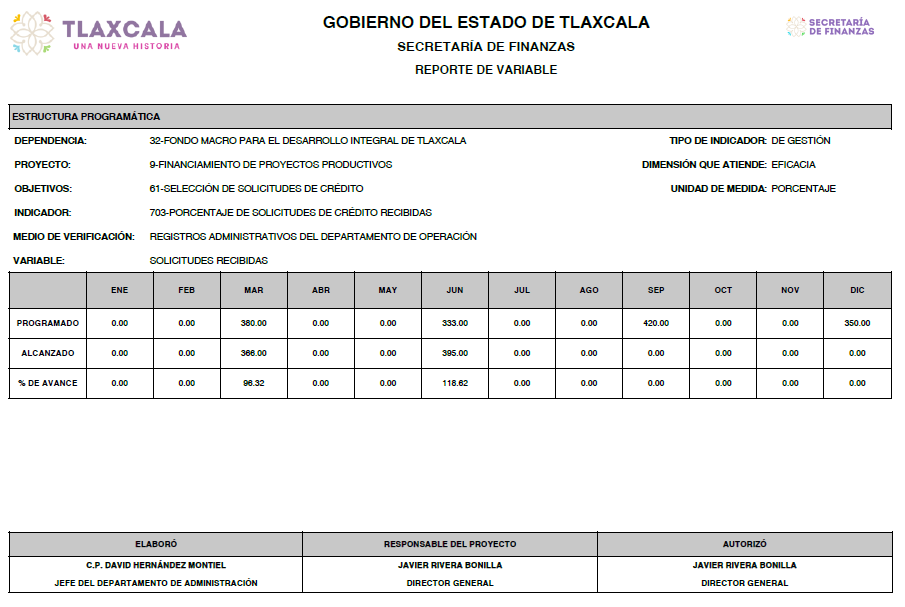 TLAXCALA
UNA NUEVA HISTORIA
GOBIERNO DEL ESTADO DE TLAXCALA
SECRETARÍA DE FINANZAS
REPORTE DE VARIABLE
SECRETARÍA
DE FINANZAS
ESTRUCTURA PROGRAMÁTICA
DEPENDENCIA: 32-FONDO MACRO PARA EL DESARROLLO INTEGRAL DE TLAXCALA TIPO DE INDICADOR: DE GESTIÓN
PROYECTO: 9-FINANCIAMIENTO DE PROYECTOS PRODUCTIVOS DIMENSIÓN QUE ATIENDE: EFICACIA
OBJETIVOS: 61-SELECCIÓN DE SOLICITUDES DE CRÉDITO UNIDAD DE MEDIDA: PORCENTAJE
INDICADOR: 703-PORCENTAJE DE SOLICITUDES DE CRÉDITO RECIBIDAS
MEDIO DE VERIFICACIÓN: REGISTROS ADMINISTRATIVOS DEL DEPARTAMENTO DE OPERACIÓN
VARIABLE: SOLICITUDES RECIBIDAS
ENE FEB MAR ABR MAY JUN JUL AGO SEP OCT NOV DIC
PROGRAMADO 0.00 0.00 380.00 0.00 0.00 333.00 0.00 0.00 420.00 0.00 0.00 350.00
ALCANZADO 0.00 0.00 366.00 0.00 0.00 395.00 0.00 0.00 0.00 0.00 0.00 0.00
% DE AVANCE 0.00 0.00 96.32 0.00 0.00 118.62 0.00 0.00 0.00 0.00 0.00 0.00
ELABORÓ RESPONSABLE DEL PROYECTO AUTORIZÓ
C.P. DAVID HERNÁNDEZ MONTIEL JAVIER RIVERA BONILLA JAVIER RIVERA BONILLA
JEFE DEL DEPARTAMENTO DE ADMINISTRACIÓN DIRECTOR GENERAL DIRECTOR GENERAL